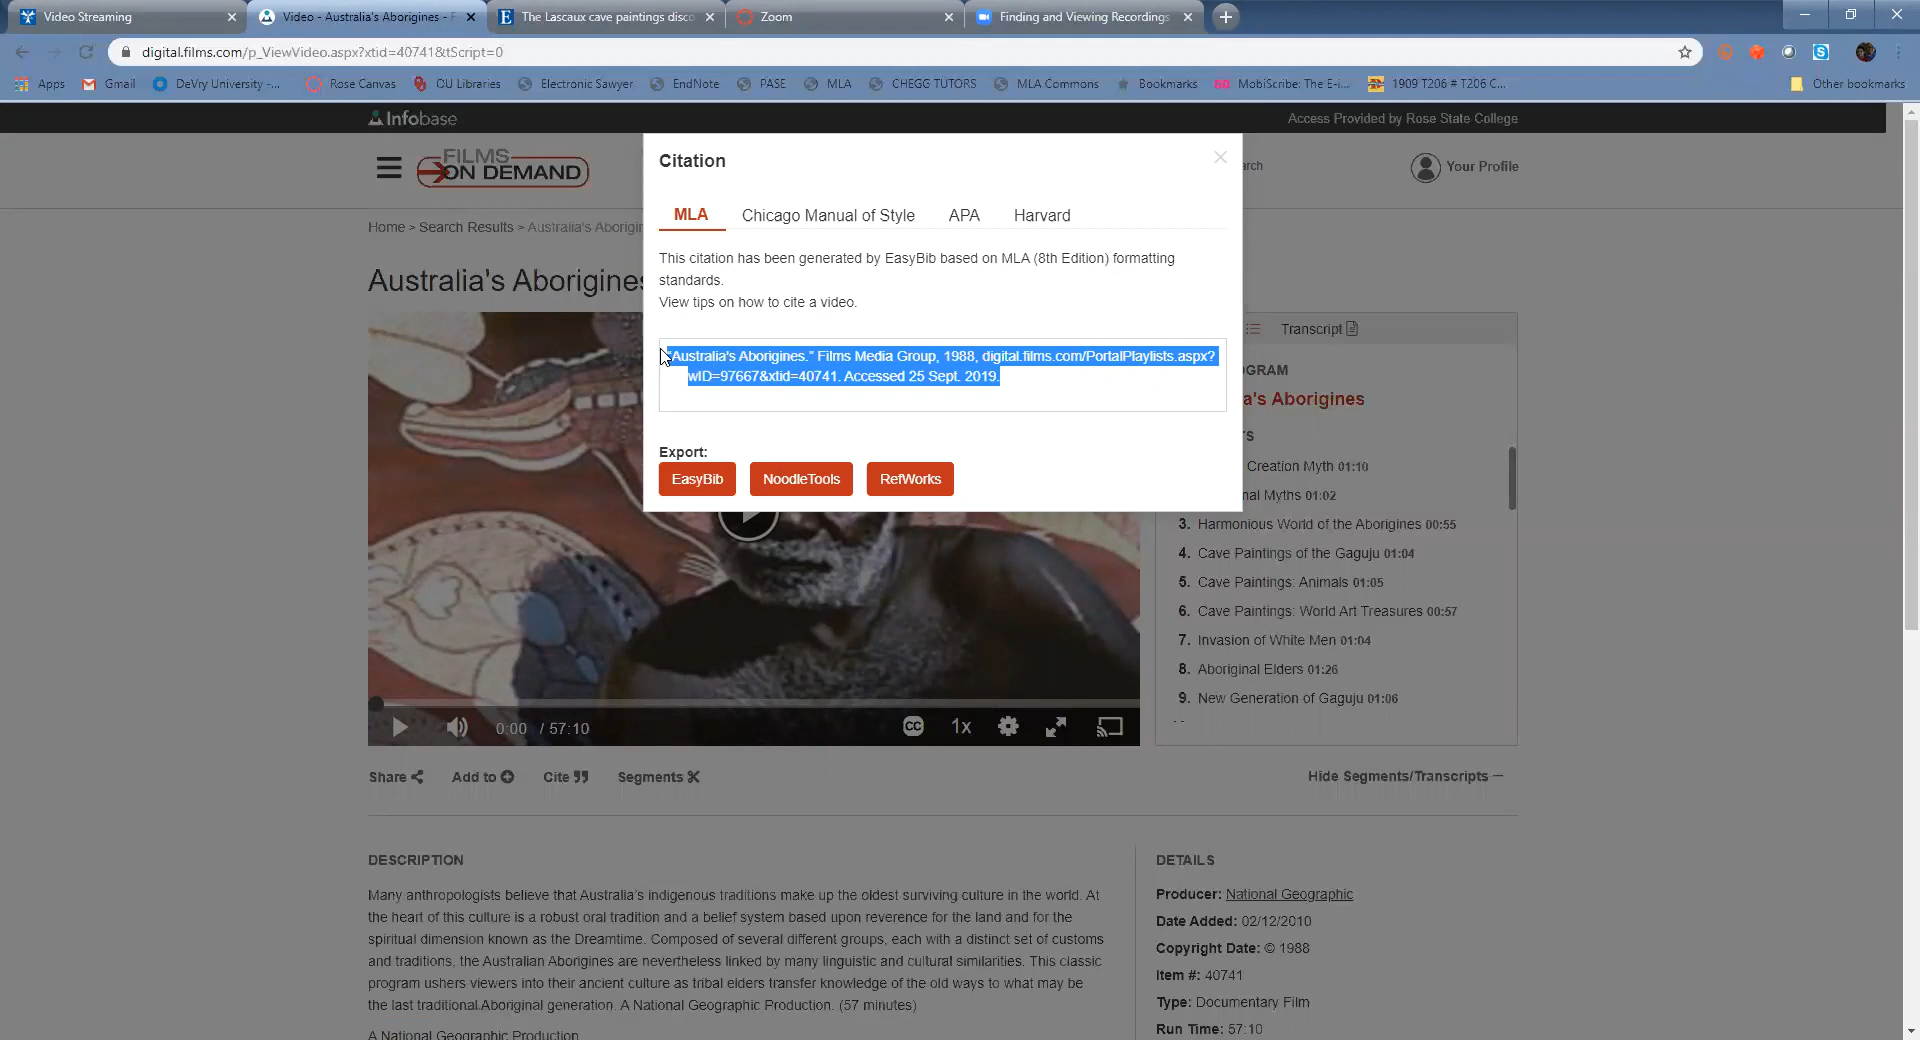 Video Streaming
Video - Australia's Aborigines - F
The Lascaux cave paintings disco
Zoom
Finding and Viewing Recordings
digital.films.com/p_ViewVideo.aspx?xtid=40741&tScript=0
Apps
Gmail
DeVry University -...
Rose Canvas
OU Libraries
Electronic Sawyer
EndNote
PASE
MLA
CHEGG TUTORS
MLA Commons
Bookmarks
MobiScribe: The E-i...
1909 T206 # T206 C...
Other bookmarks
Infobase
Access Provided by Rose State College
FILMS
ON DEMAND
arch
Your Profile
Home > Search Results > Australia's Aborigin
Australia's Aborigines
Citation
MLA
Chicago Manual of Style
APA
Harvard
This citation has been generated by EasyBib based on MLA (8th Edition) formatting
standards.
View tips on how to cite a video.
"Australia's Aborigines." Films Media Group, 1988, digital.films.com/PortalPlaylists.aspx?
wID=97667&xtid=40741. Accessed 25 Sept. 2019.
Export:
EasyBib
NoodleTools
RefWorks
Transcript
OGRAM
a's Aborigines
TS
Creation Myth 01:10
nal Myths 01:02
3. Harmonious World of the Aborigines 00:55
4. Cave Paintings of the Gaguju 01:04
5. Cave Paintings: Animals 01:05
6. Cave Paintings: World Art Treasures 00:57
7. Invasion of White Men 01:04
8. Aboriginal Elders 01:26
9. New Generation of Gaguju 01:06
0:00 / 57:10
CC
1x
Share
Add to
Cite
Segments
Hide Segments/Transcripts
DESCRIPTION
Many anthropologists believe that Australia's indigenous traditions make up the oldest surviving culture in the world. At
the heart of this culture is a robust oral tradition and a belief system based upon reverence for the land and for the
spiritual dimension known as the Dreamtime. Composed of several different groups, each with a distinct set of customs
and traditions, the Australian Aborigines are nevertheless linked by many linguistic and cultural similarities. This classic
program ushers viewers into their ancient culture as tribal elders transfer knowledge of the old ways to what may be
the last traditional Aboriginal generation. A National Geographic Production. (57 minutes)
A National Geographic Production
DETAILS
Producer: National Geographic
Date Added: 02/12/2010
Copyright Date: © 1988
Item #: 40741
Type: Documentary Film
Run Time: 57:10